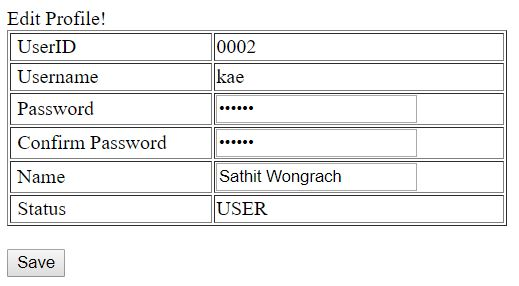 Edit Profile!
UserID 0002
Username kae
Password ••••••
Confirm Password ••••••
Name Sathit Wongrach
Status USER
Save